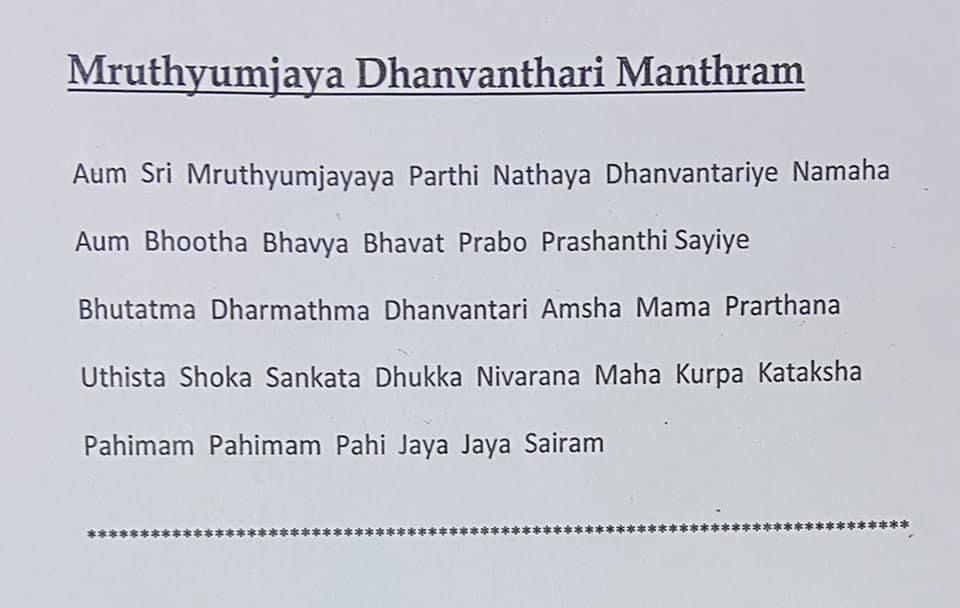 Mruthyumjaya Dhanvanthari Manthram
Aum Sri Mruthyumjayaya Parthi Nathaya Dhanvantariye Namaha
Aum Bhootha Bhavya Bhavat Prabo Prashanthi Sayiye
Bhutatma Dharmathma Dhanvantari Amsha Mama Prarthana
Uthista Shoka Sankata Dhukka Nivarana Maha Kurpa Kataksha
Pahimam Pahimam Pahi Jaya Jaya Sairam
******************************************************************************